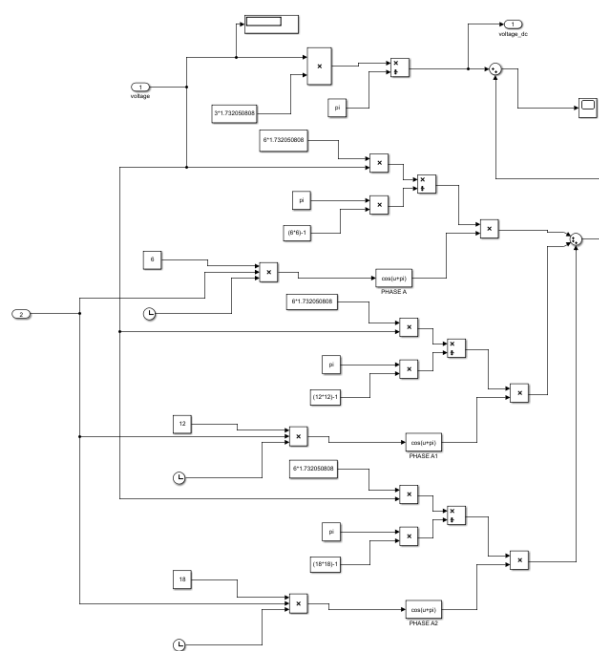 1
voltage_dc
×
×
÷
1
voltage
3*1.732050808
pi
6*1.732050808
×
×
÷
pi
×
×
(6*6)-1
6
×
cos(u+pi)
PHASE A
2
6*1.732050808
×
×
÷
pi
×
×
(12*12)-1
12
×
cos(u+pi)
PHASE A1
6*1.732050808
×
×
÷
pi
×
×
(18*18)-1
18
×
cos(u+pi)
PHASE A2